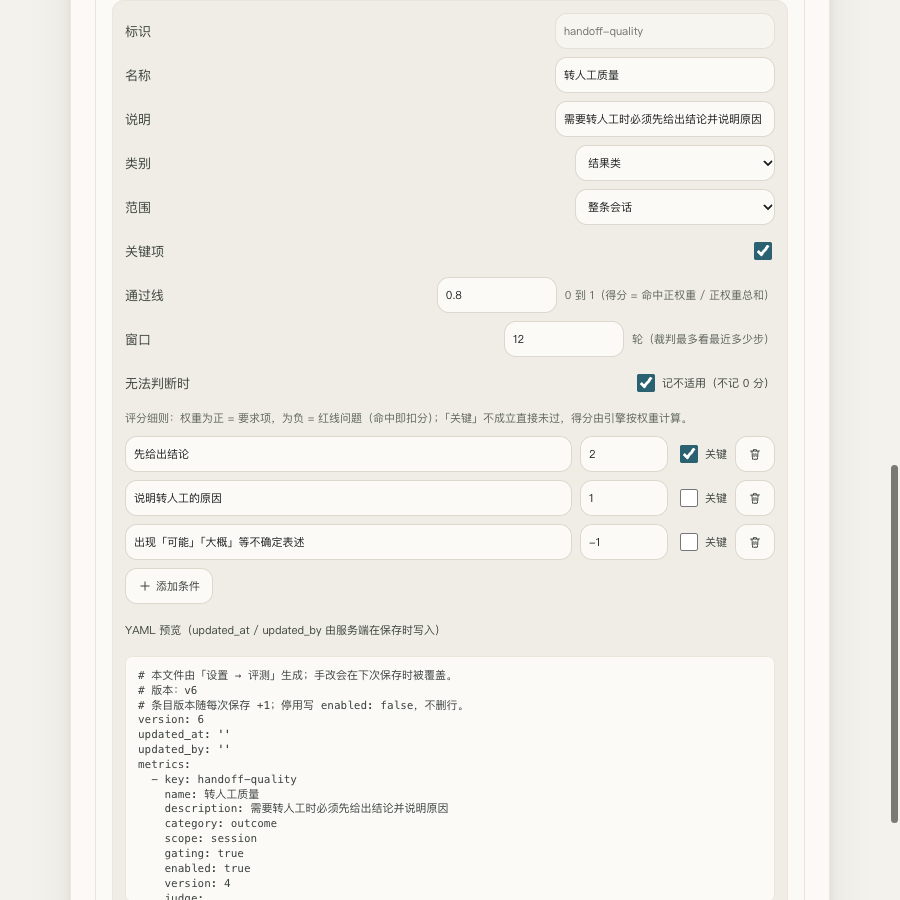 标识
handoff-quality
名称
转人工质量
说明
需要转人工时必须先给出结论并说明原因
类别
结果类
范围
整条会话
关键项
通过线
0.8
0 到 1（得分 = 命中正权重 / 正权重总和）
窗口
12
轮（裁判最多看最近多少步）
无法判断时
记不适用（不记 0 分）
评分细则：权重为正 = 要求项，为负 = 红线问题（命中即扣分）；「关键」不成立直接未过，得分由引擎按权重计算。
先给出结论
2
关键
说明转人工的原因
1
关键
出现「可能」「大概」等不确定表述
-1
关键
+ 添加条件
YAML 预览（updated_at / updated_by 由服务端在保存时写入）
# 本文件由「设置 → 评测」生成；手改会在下次保存时被覆盖。
# 版本：v6
# 条目版本随每次保存 +1；停用写 enabled: false，不删行。
version: 6
updated_at: ''
updated_by: ''
metrics:
  - key: handoff-quality
    name: 转人工质量
    description: 需要转人工时必须先给出结论并说明原因
    category: outcome
    scope: session
    gating: true
    enabled: true
    version: 4
    judge: